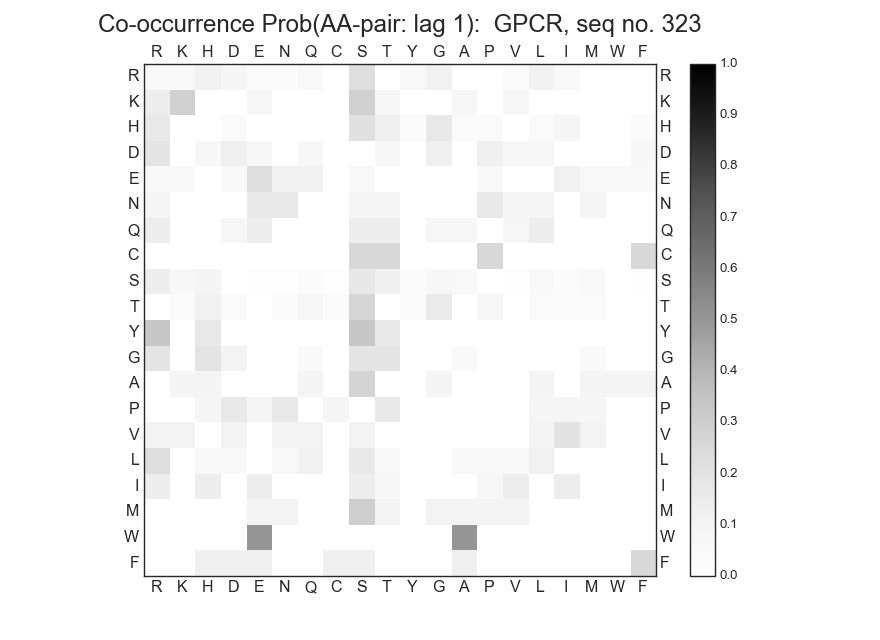 Co-occurrence Prob(AA-pair: lag 1):  GPCR, seq no. 323
R K H D E N Q C S T Y G A P V L I M W F
R R
K K
H H
D D
E E
N N
Q Q
C C
S S
T T
Y Y
G G
A A
P P
V V
L L
I I
M M
W W
F F
R K H D E N Q C S T Y G A P V L I M W F
1.0
0.9
0.8
0.7
0.6
0.5
0.4
0.3
0.2
0.1
0.0